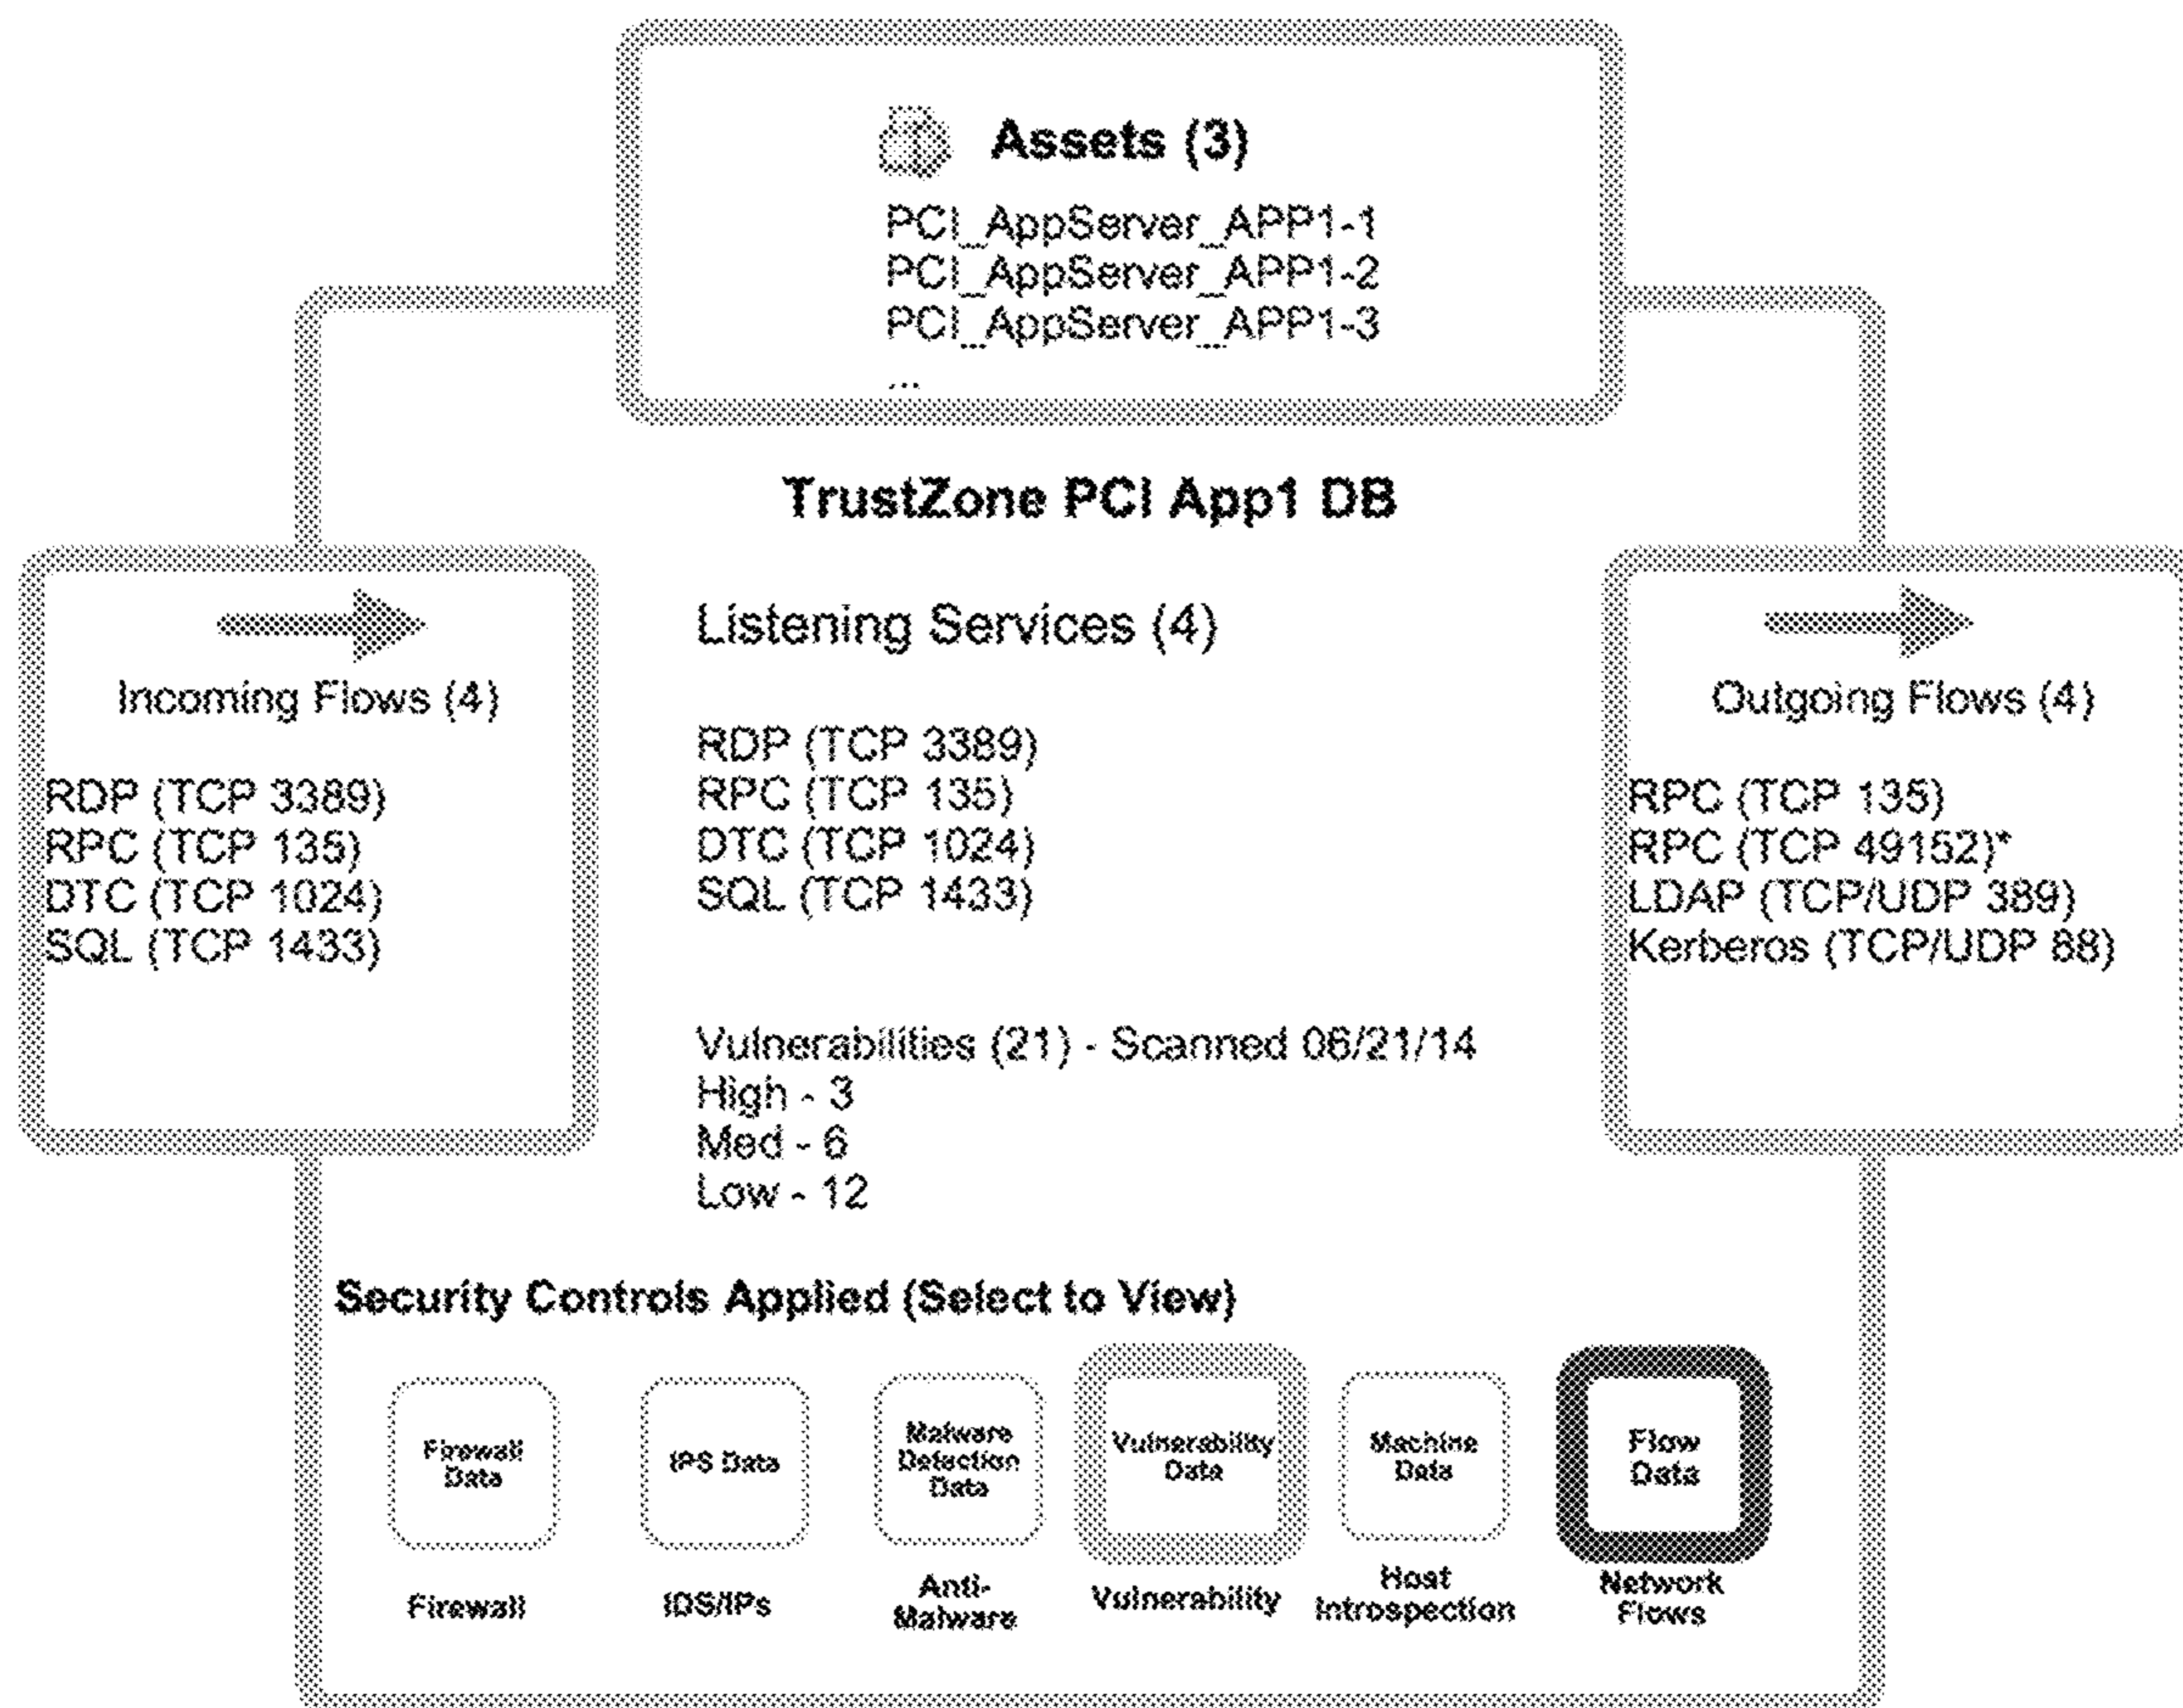 Assets (3)
PCI_AppServer_APP1-1
PCI_AppServer_APP1-2
PCI_AppServer_APP1-3
...
TrustZone PCI App1 DB
Incoming Flows (4)
RDP (TCP 3389)
RPC (TCP 135)
DTC (TCP 1024)
SQL (TCP 1433)
Listening Services (4)
RDP (TCP 3389)
RPC (TCP 135)
DTC (TCP 1024)
SQL (TCP 1433)
Vulnerabilities (21) - Scanned 06/21/14
High - 3
Med - 6
Low - 12
Outgoing Flows (4)
RPC (TCP 135)
RPC (TCP 49152)*
LDAP (TCP/UDP 389)
Kerberos (TCP/UDP 88)
Security Controls Applied (Select to View)
Firewall
Data
Firewall
IPS Data
IDS/IPs
Malware
Detection
Data
Anti-
Malware
Vulnerability
Data
Vulnerability
Machine
Data
Host
Introspection
Flow
Data
Network
Flows